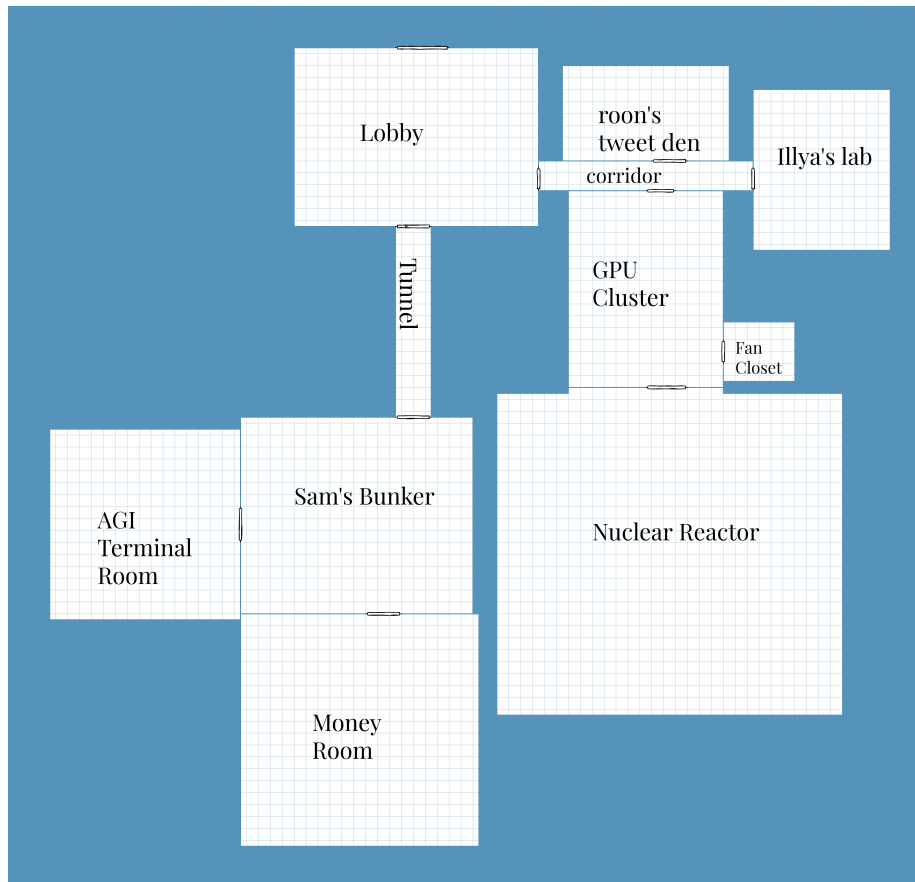 Lobby
roon's
tweet den
Illya's lab
corridor
GPU
Cluster
Tunnel
Fan
Closet
Sam's Bunker
AGI
Terminal
Room
Nuclear Reactor
Money
Room